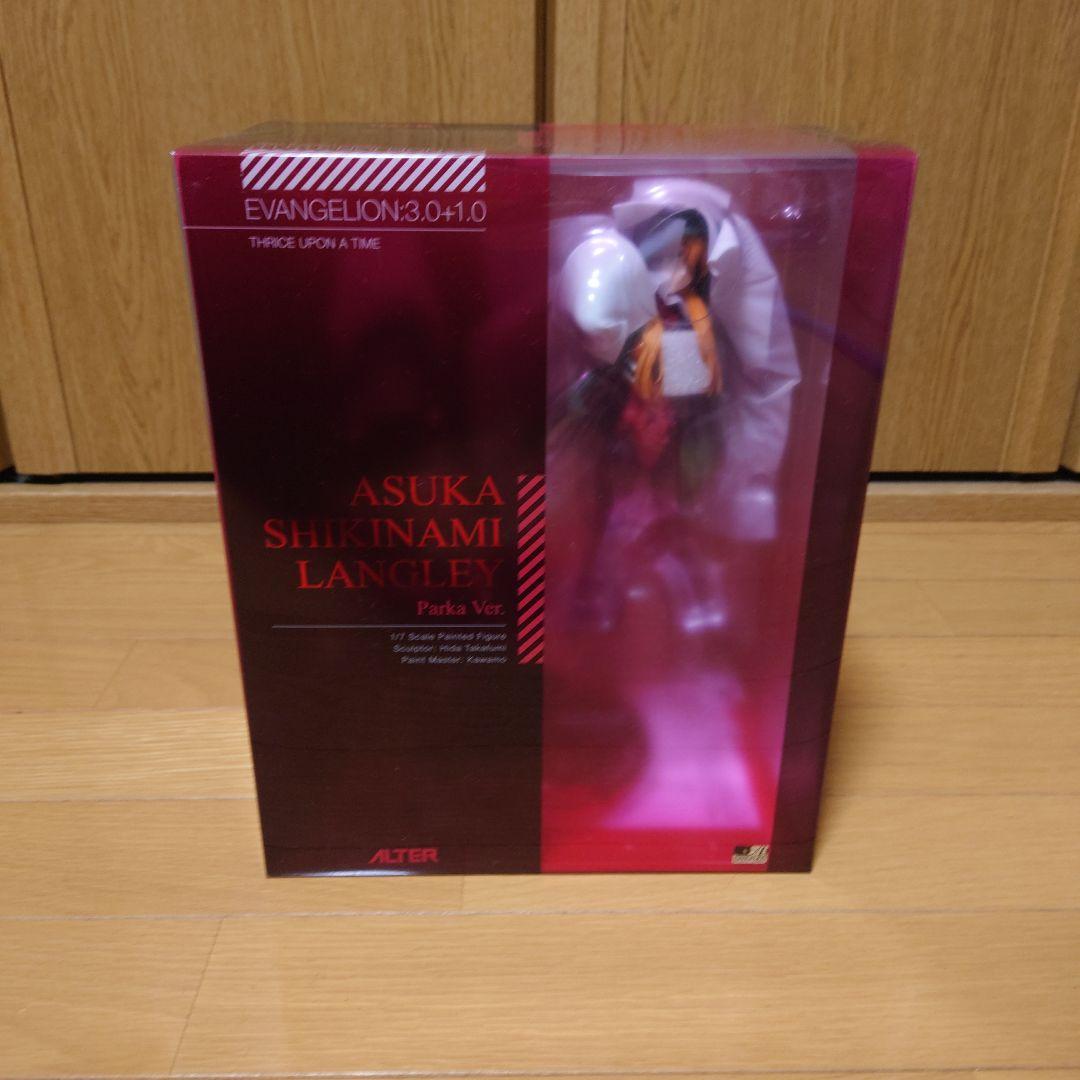 EVANGELION:3.0+1.0
THRICE UPON A TIME
ASUKA
SHIKINAMI
LANGLEY
Parka Ver.
1/7 Scale Painted Figure
Sculptor: Hida Takafumi
Paint Master: Kawamo
ALTER